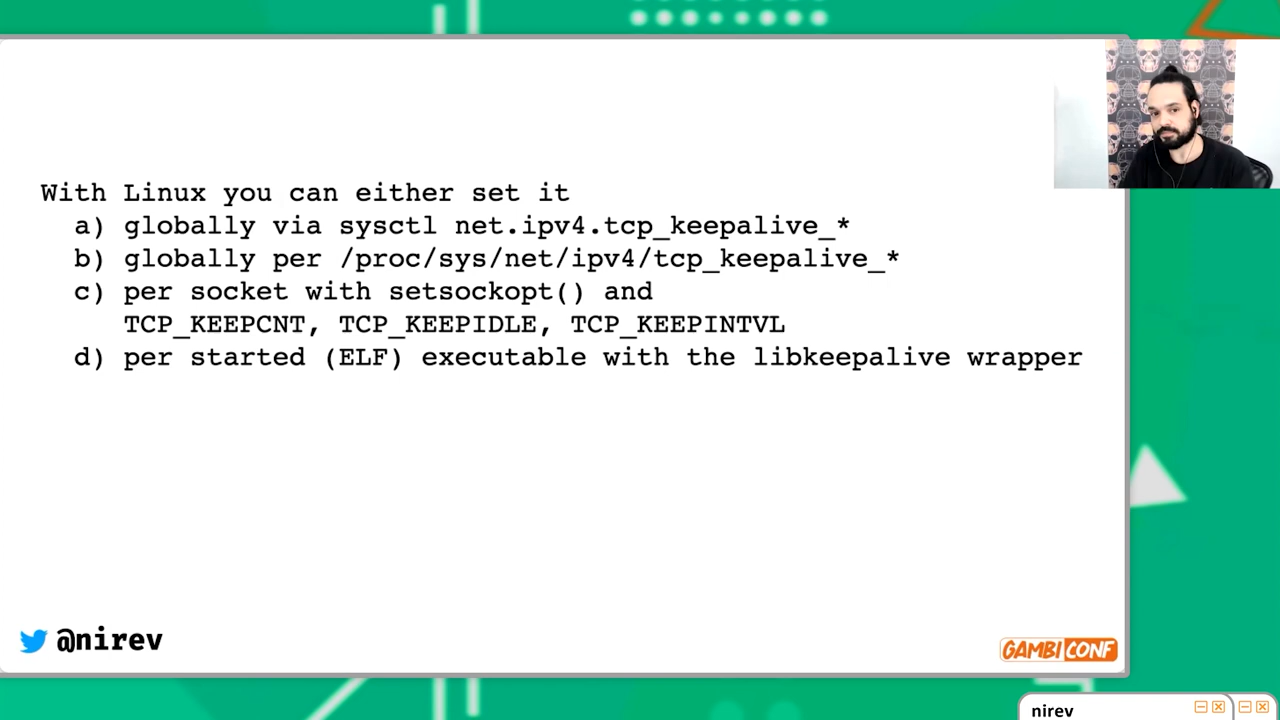 With Linux you can either set it
a) globally via sysctl net.ipv4.tcp_keepalive_*
b) globally per /proc/sys/net/ipv4/tcp_keepalive_*
c) per socket with setsockopt() and
TCP_KEEPCNT, TCP_KEEPIDLE, TCP_KEEPINTVL
d) per started (ELF) executable with the libkeepalive wrapper
@nirev
GAMBICONF
nirev